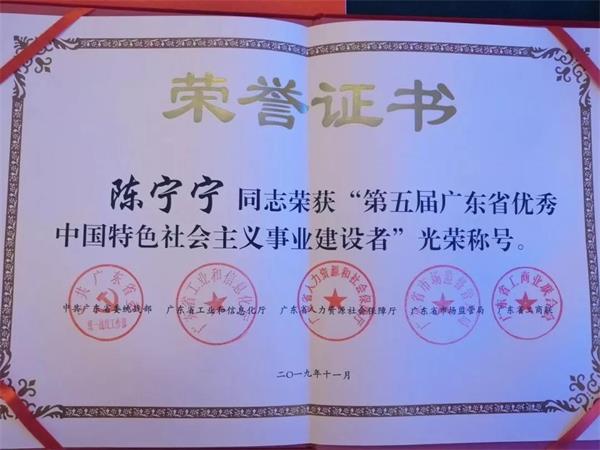 荣誉证书
陈宁宁 同志荣获“第五届广东省优秀
中国特色社会主义事业建设者”光荣称号。
中共广东省委统战部 广东省工业和信息化厅 广东省人力资源社会保障厅 广东省市场监管局 广东省工商联
二〇一九年十一月